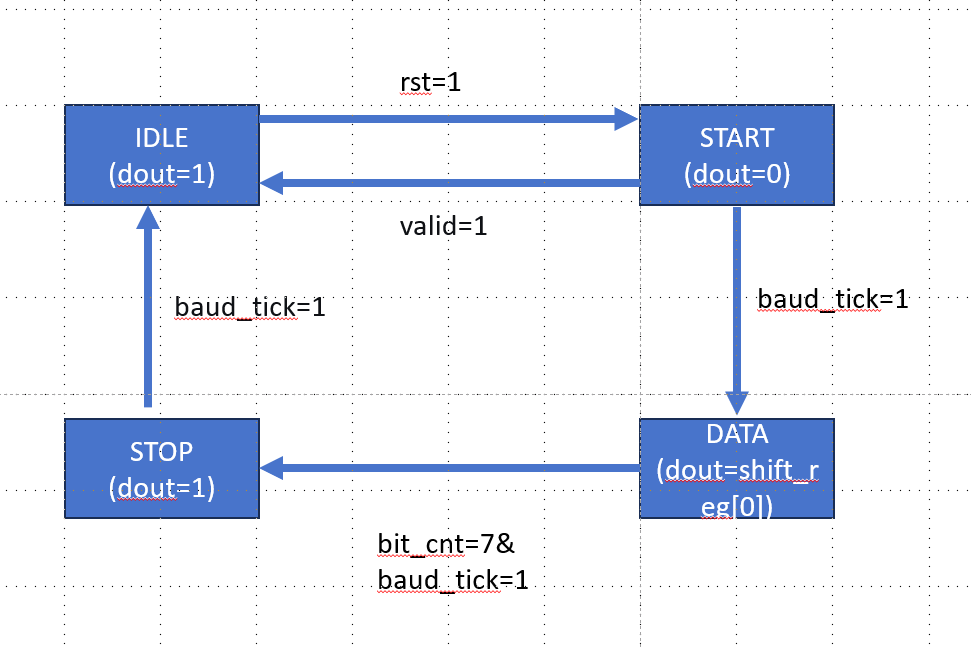 rst=1
IDLE
(dout=1)
START
(dout=0)
valid=1
baud_tick=1
baud_tick=1
STOP
(dout=1)
DATA
(dout=shift_r
eg[0])
bit_cnt=7&
baud_tick=1